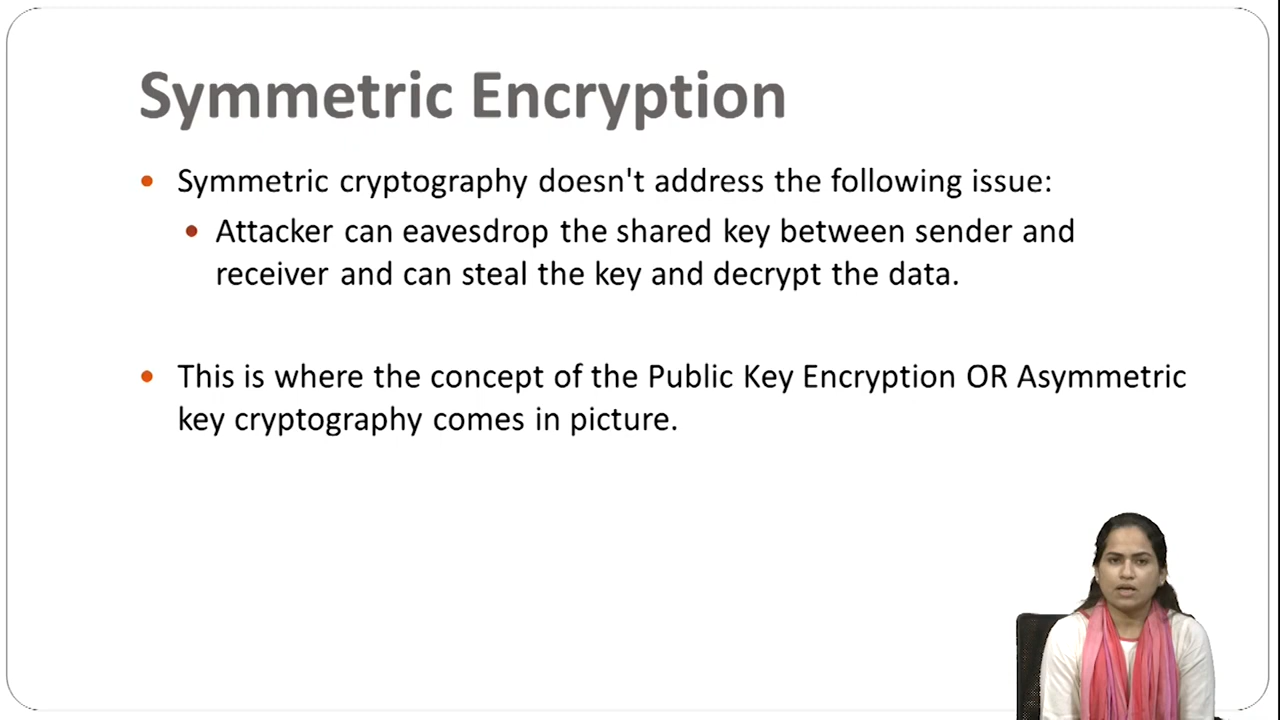 Symmetric Encryption
• Symmetric cryptography doesn't address the following issue:
• Attacker can eavesdrop the shared key between sender and
receiver and can steal the key and decrypt the data.
• This is where the concept of the Public Key Encryption OR Asymmetric
key cryptography comes in picture.